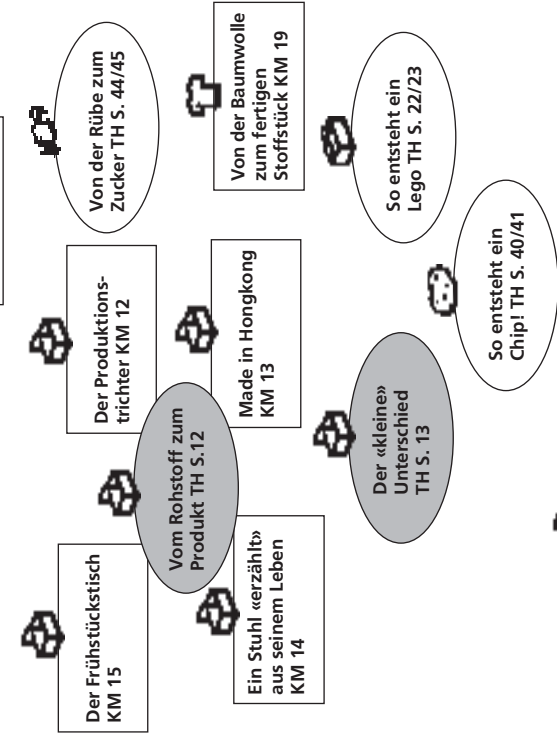 Der Frühstückstisch
KM 15
Ein Stuhl «erzählt»
aus seinem Leben
KM 14
Vom Rohstoff zum
Produkt TH S.12
Der Produktions-
trichter KM 12
Made in Hongkong
KM 13
Der «kleine»
Unterschied
TH S. 13
Von der Rübe zum
Zucker TH S. 44/45
Von der Baumwolle
zum fertigen
Stoffstück KM 19
So entsteht ein
Lego TH S. 22/23
So entsteht ein
Chip! TH S. 40/41